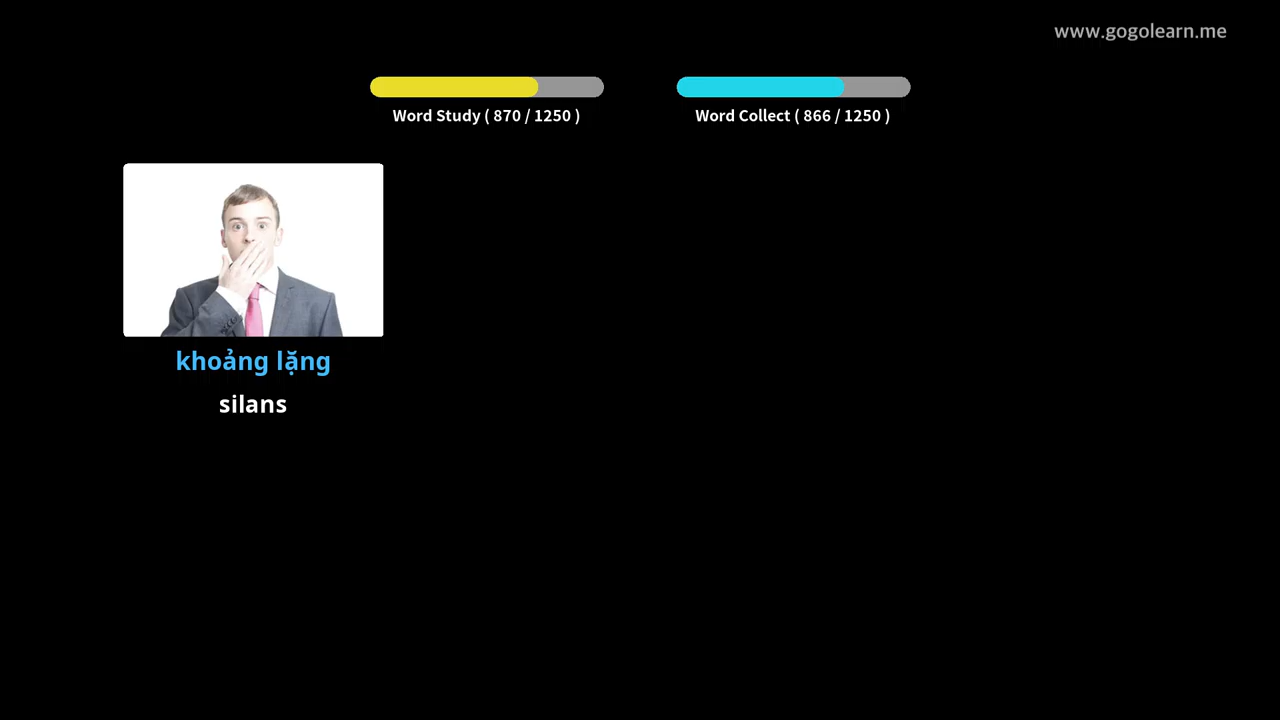 www.gogolearn.me
Word Study ( 870 / 1250 )
Word Collect ( 866 / 1250 )
khoảng lặng
silans